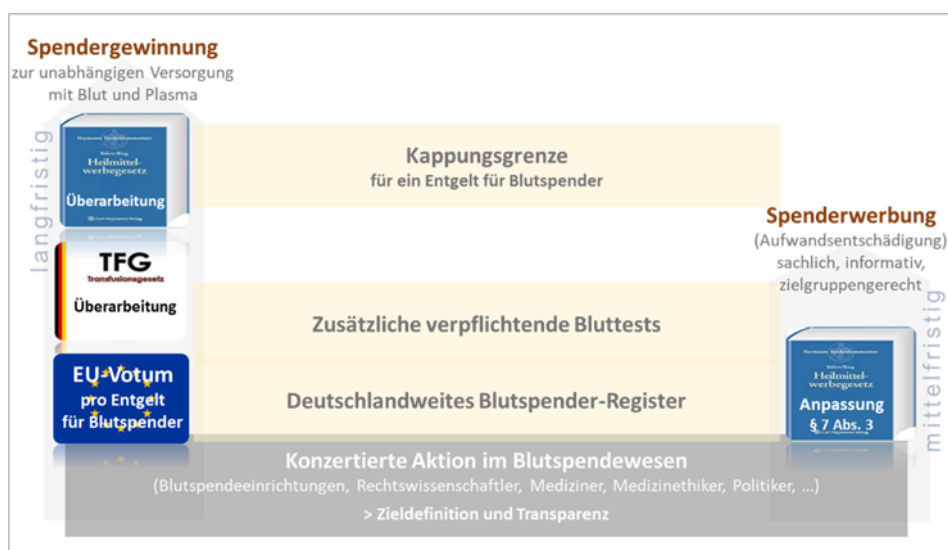 Spendergewinnung
zur unabhängigen Versorgung
mit Blut und Plasma
langfristig
Heilmittel-
werbegesetz
Überarbeitung
Carl Heymanns Verlag
TFG
Transfusionsgesetz
Überarbeitung
EU-Votum
pro Entgelt
für Blutspender
Kappungsgrenze
für ein Entgelt für Blutspender
Zusätzliche verpflichtende Bluttests
Deutschlandweites Blutspender-Register
Spenderwerbung
(Aufwandsentschädigung)
sachlich, informativ,
zielgruppengerecht
mittelfristig
Heilmittel-
werbegesetz
Anpassung
§ 7 Abs. 3
Konzertierte Aktion im Blutspendewesen
(Blutspendeeinrichtungen, Rechtswissenschaftler, Mediziner, Medizinethiker, Politiker, ...)
> Zieldefinition und Transparenz